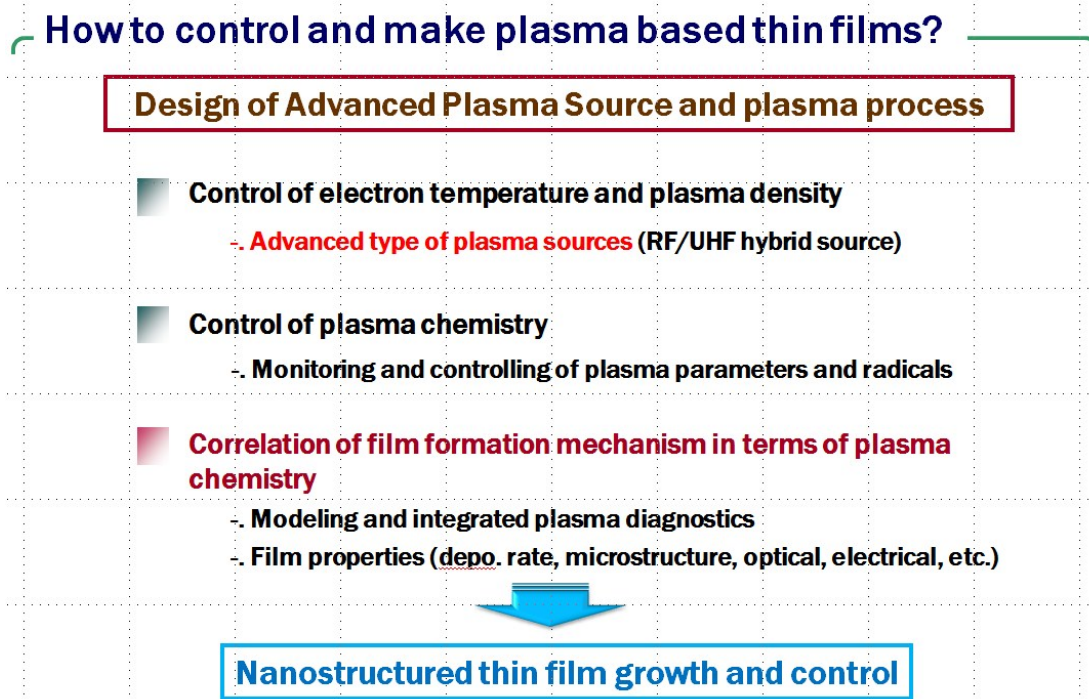 How to control and make plasma based thin films?
Design of Advanced Plasma Source and plasma process
Control of electron temperature and plasma density
-. Advanced type of plasma sources (RF/UHF hybrid source)
Control of plasma chemistry
-. Monitoring and controlling of plasma parameters and radicals
Correlation of film formation mechanism in terms of plasma
chemistry
-. Modeling and integrated plasma diagnostics
-. Film properties (depo. rate, microstructure, optical, electrical, etc.)
Nanostructured thin film growth and control